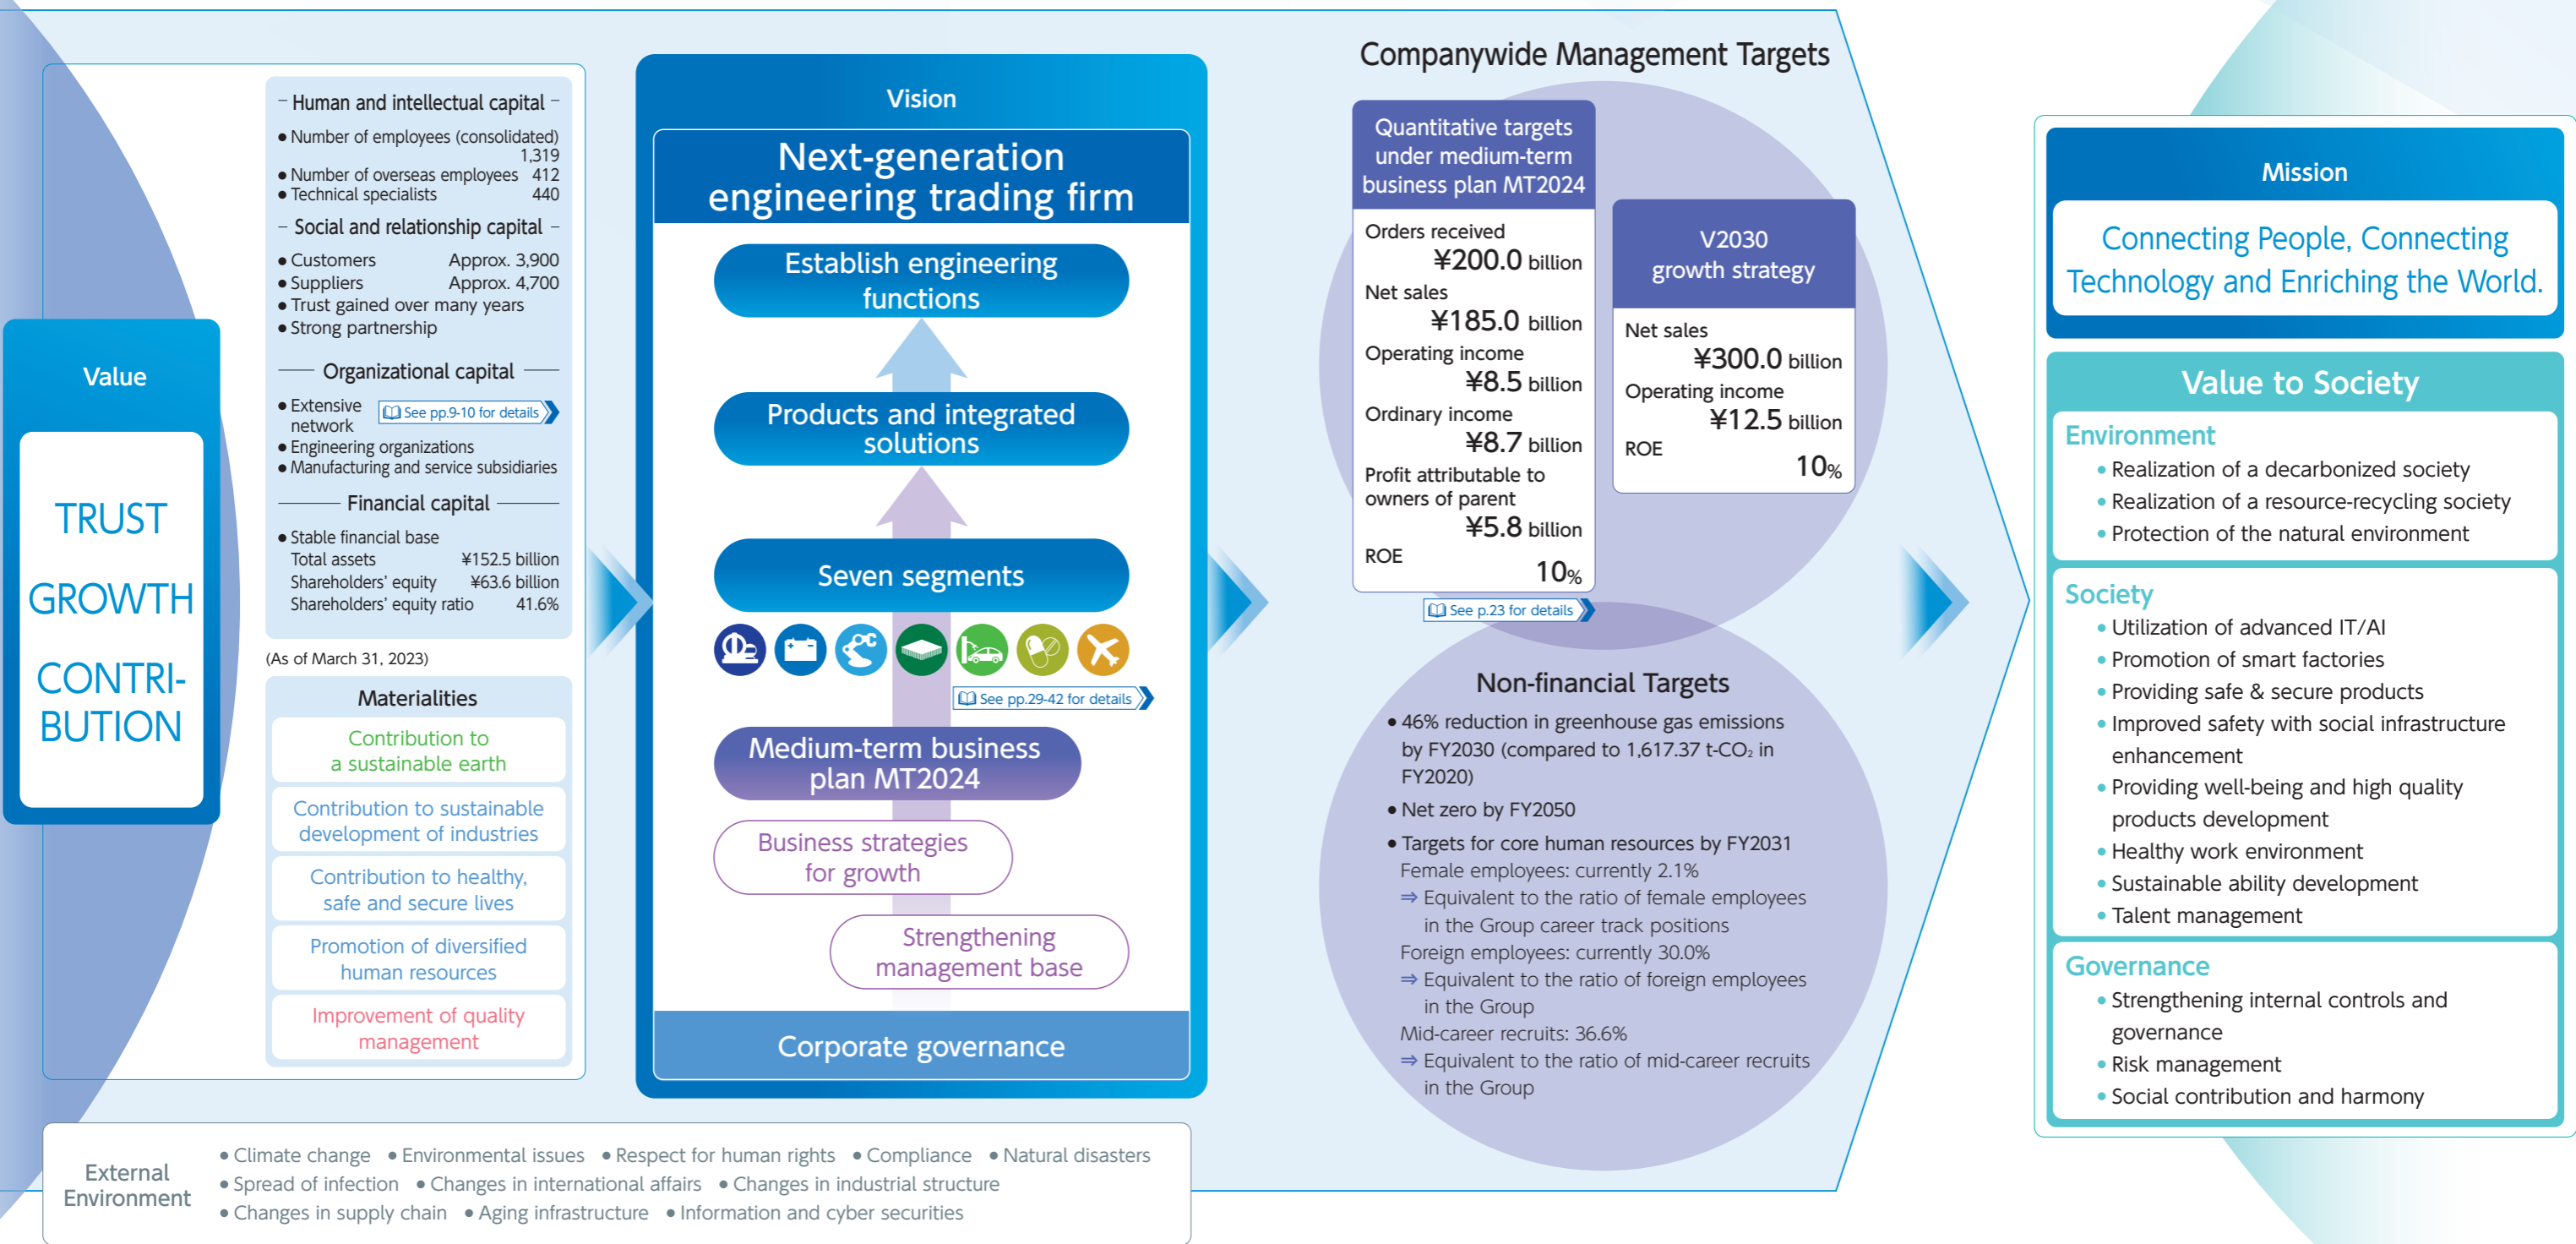 Value
TRUST
GROWTH
CONTRI-
BUTION
– Human and intellectual capital –
● Number of employees (consolidated)
1,319
● Number of overseas employees 412
● Technical specialists 440
– Social and relationship capital –
● Customers Approx. 3,900
● Suppliers Approx. 4,700
● Trust gained over many years
● Strong partnership
Organizational capital
● Extensive
network
See pp.9-10 for details
● Engineering organizations
● Manufacturing and service subsidiaries
Financial capital
● Stable financial base
Total assets ¥152.5 billion
Shareholders' equity ¥63.6 billion
Shareholders' equity ratio 41.6%
(As of March 31, 2023)
Materialities
Contribution to
a sustainable earth
Contribution to sustainable
development of industries
Contribution to healthy,
safe and secure lives
Promotion of diversified
human resources
Improvement of quality
management
Vision
Next-generation
engineering trading firm
Establish engineering
functions
Products and integrated
solutions
Seven segments
See pp.29-42 for details
Medium-term business
plan MT2024
Business strategies
for growth
Strengthening
management base
Corporate governance
Companywide Management Targets
Quantitative targets
under medium-term
business plan MT2024
Orders received
¥200.0 billion
Net sales
¥185.0 billion
Operating income
¥8.5 billion
Ordinary income
¥8.7 billion
Profit attributable to
owners of parent
¥5.8 billion
ROE
10%
See p.23 for details
V2030
growth strategy
Net sales
¥300.0 billion
Operating income
¥12.5 billion
ROE
10%
Non-financial Targets
● 46% reduction in greenhouse gas emissions
by FY2030 (compared to 1,617.37 t-CO₂ in
FY2020)
● Net zero by FY2050
● Targets for core human resources by FY2031
Female employees: currently 2.1%
⇒ Equivalent to the ratio of female employees
in the Group career track positions
Foreign employees: currently 30.0%
⇒ Equivalent to the ratio of foreign employees
in the Group
Mid-career recruits: 36.6%
⇒ Equivalent to the ratio of mid-career recruits
in the Group
Mission
Connecting People, Connecting
Technology and Enriching the World.
Value to Society
Environment
• Realization of a decarbonized society
• Realization of a resource-recycling society
• Protection of the natural environment
Society
• Utilization of advanced IT/AI
• Promotion of smart factories
• Providing safe & secure products
• Improved safety with social infrastructure
enhancement
• Providing well-being and high quality
products development
• Healthy work environment
• Sustainable ability development
• Talent management
Governance
• Strengthening internal controls and
governance
• Risk management
• Social contribution and harmony
External
Environment
● Climate change ● Environmental issues ● Respect for human rights ● Compliance ● Natural disasters
● Spread of infection ● Changes in international affairs ● Changes in industrial structure
● Changes in supply chain ● Aging infrastructure ● Information and cyber securities